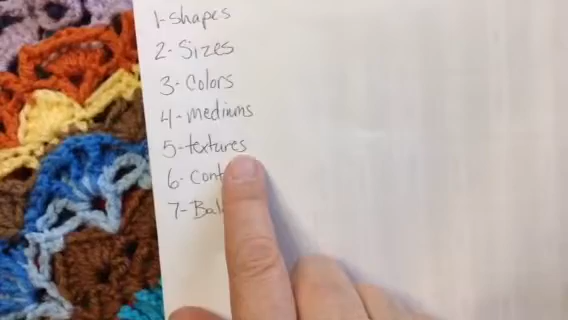 1-shapes
2-Sizes
3-Colors
4-mediums
5-textures
6-
7-